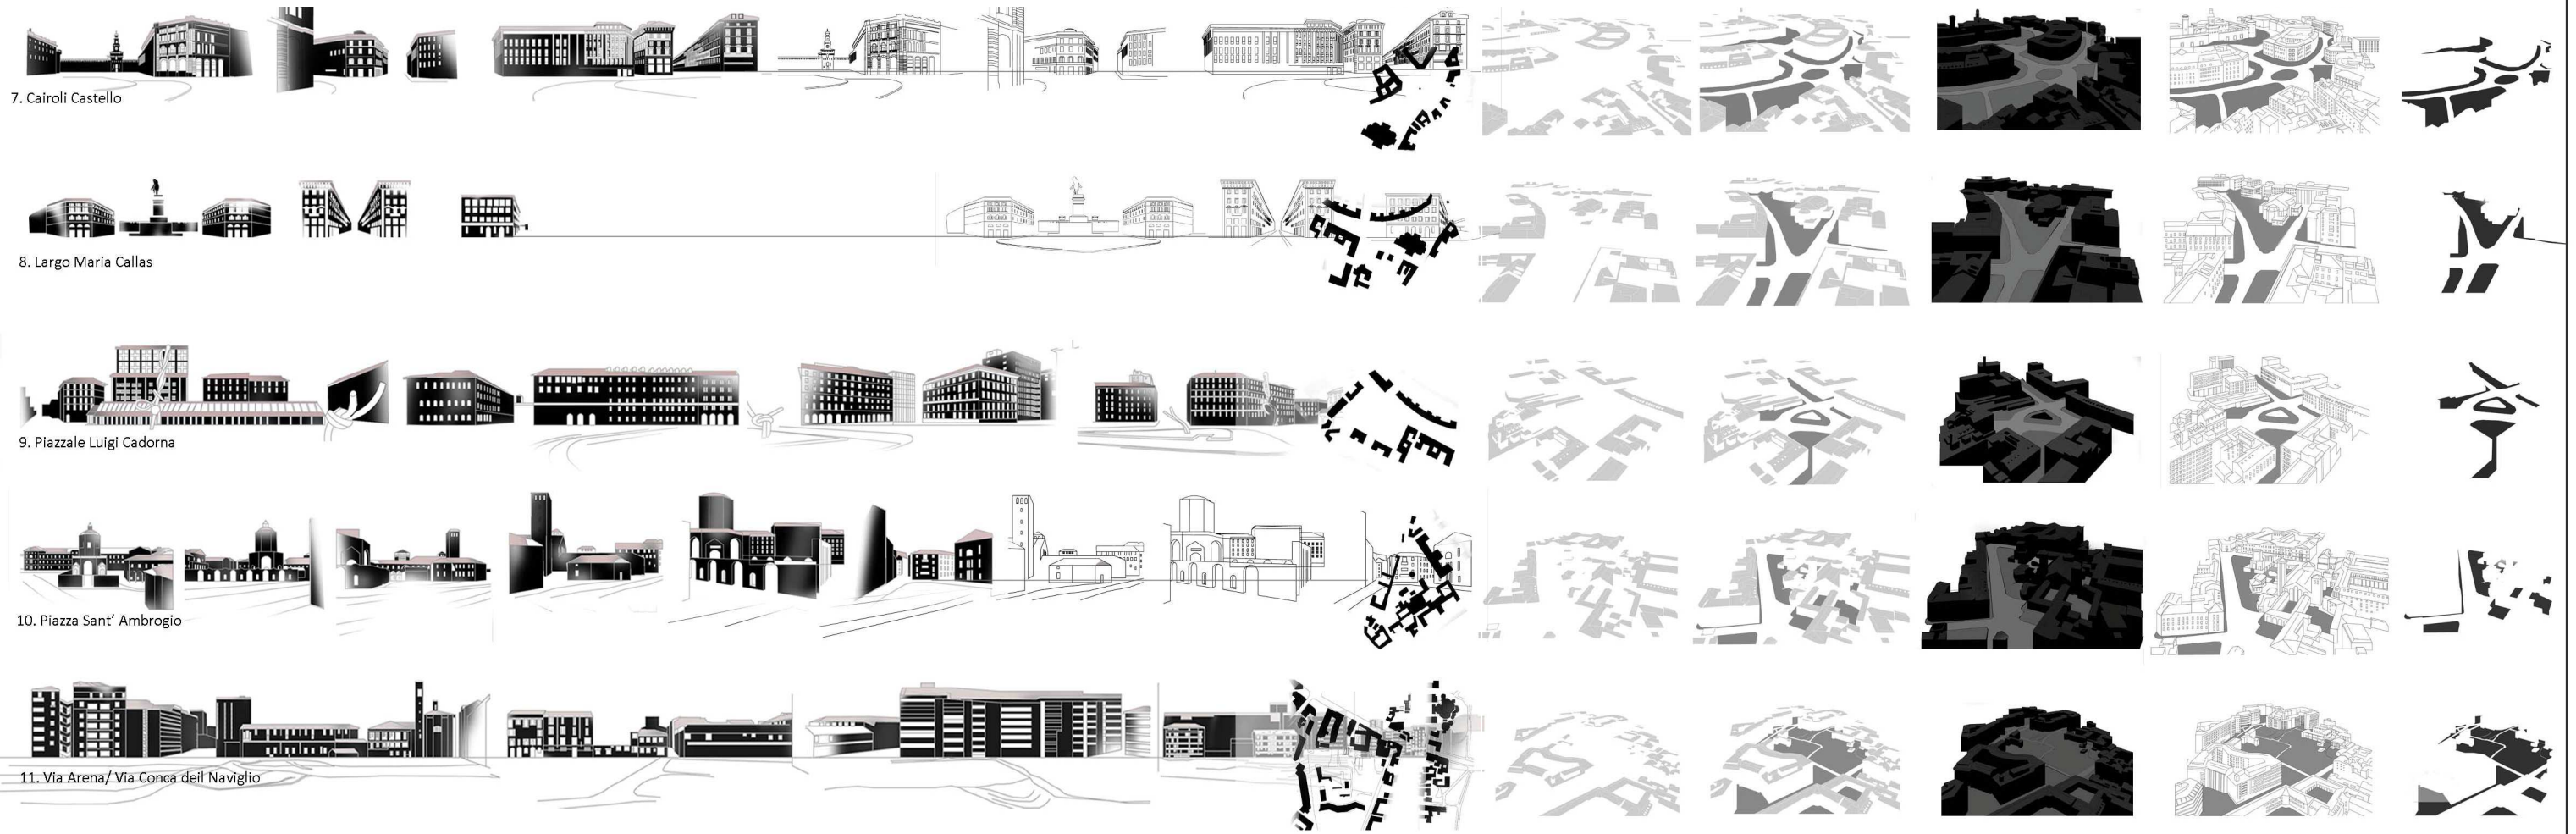 7. Cairoli Castello
8. Largo Maria Callas
9. Piazzale Luigi Cadorna
10. Piazza Sant’ Ambrogio
11. Via Arena/ Via Conca deil Naviglio